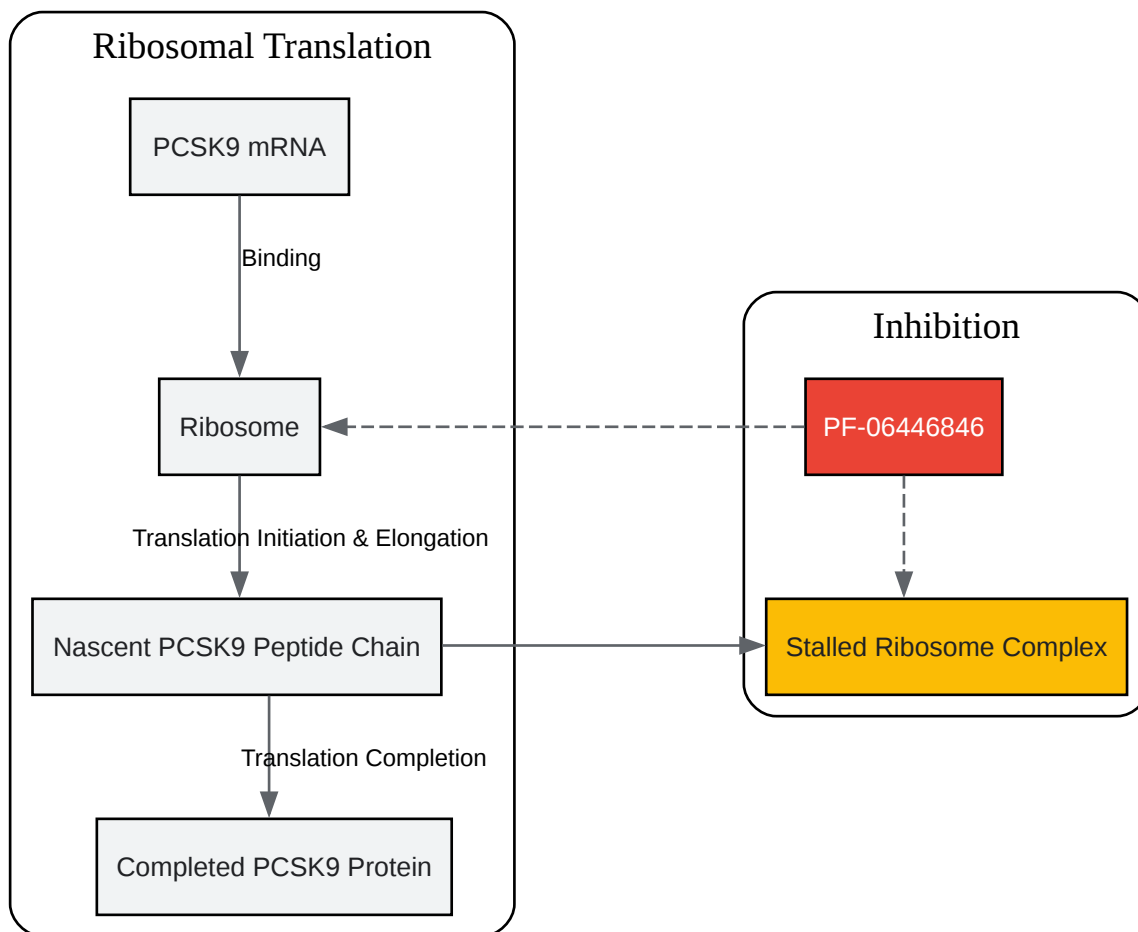 Ribosomal Translation
PCSK9 mRNA
Binding
Ribosome
Translation Initiation & Elongation
Nascent PCSK9 Peptide Chain
Translation Completion
Completed PCSK9 Protein
Inhibition
PF-06446846
Stalled Ribosome Complex